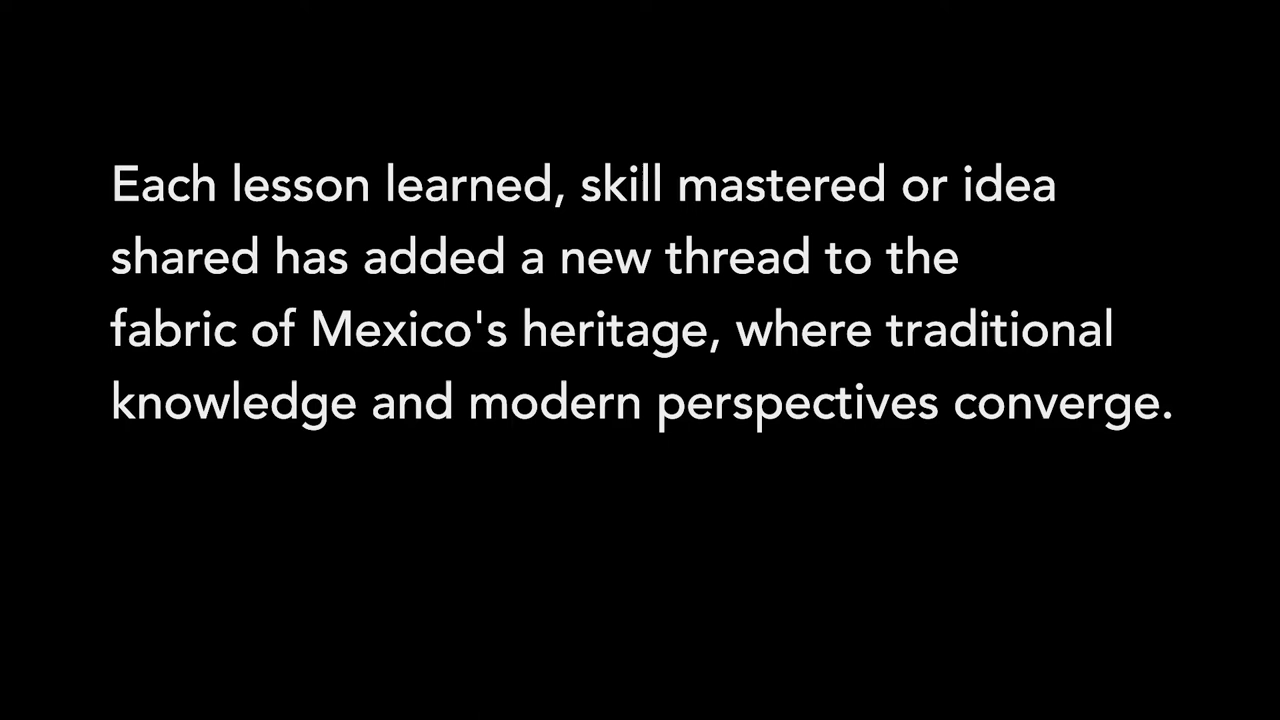 Each lesson learned, skill mastered or idea
shared has added a new thread to the
fabric of Mexico's heritage, where traditional
knowledge and modern perspectives converge.